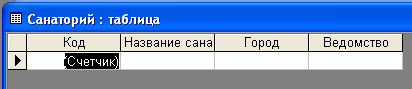 Санаторий : таблица
Код Название сана Город Ведомство
(Счетчик)